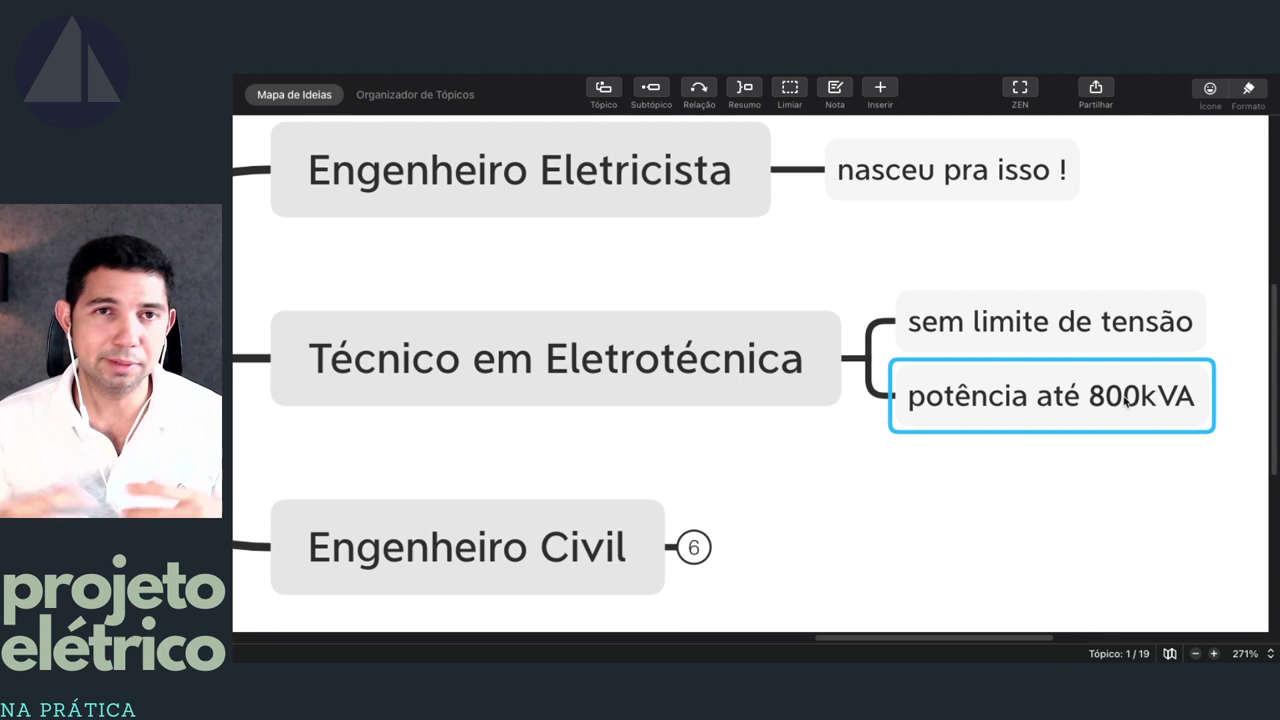 Mapa de Ideias
Organizador de Tópicos
Tópico
Subtópico
Relação
Resumo
Limiar
Nota
Inserir
ZEN
Partilhar
Ícone
Formato
Engenheiro Eletricista
nasceu pra isso !
Técnico em Eletrotécnica
sem limite de tensão
potência até 800kVA
Engenheiro Civil
6
projeto
elétrico
NA PRÁTICA
Tópico: 1 / 19
271%